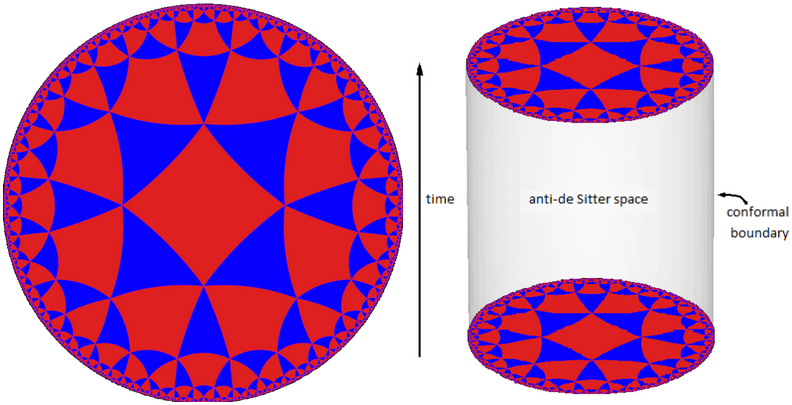 time
anti-de Sitter space
conformal
boundary